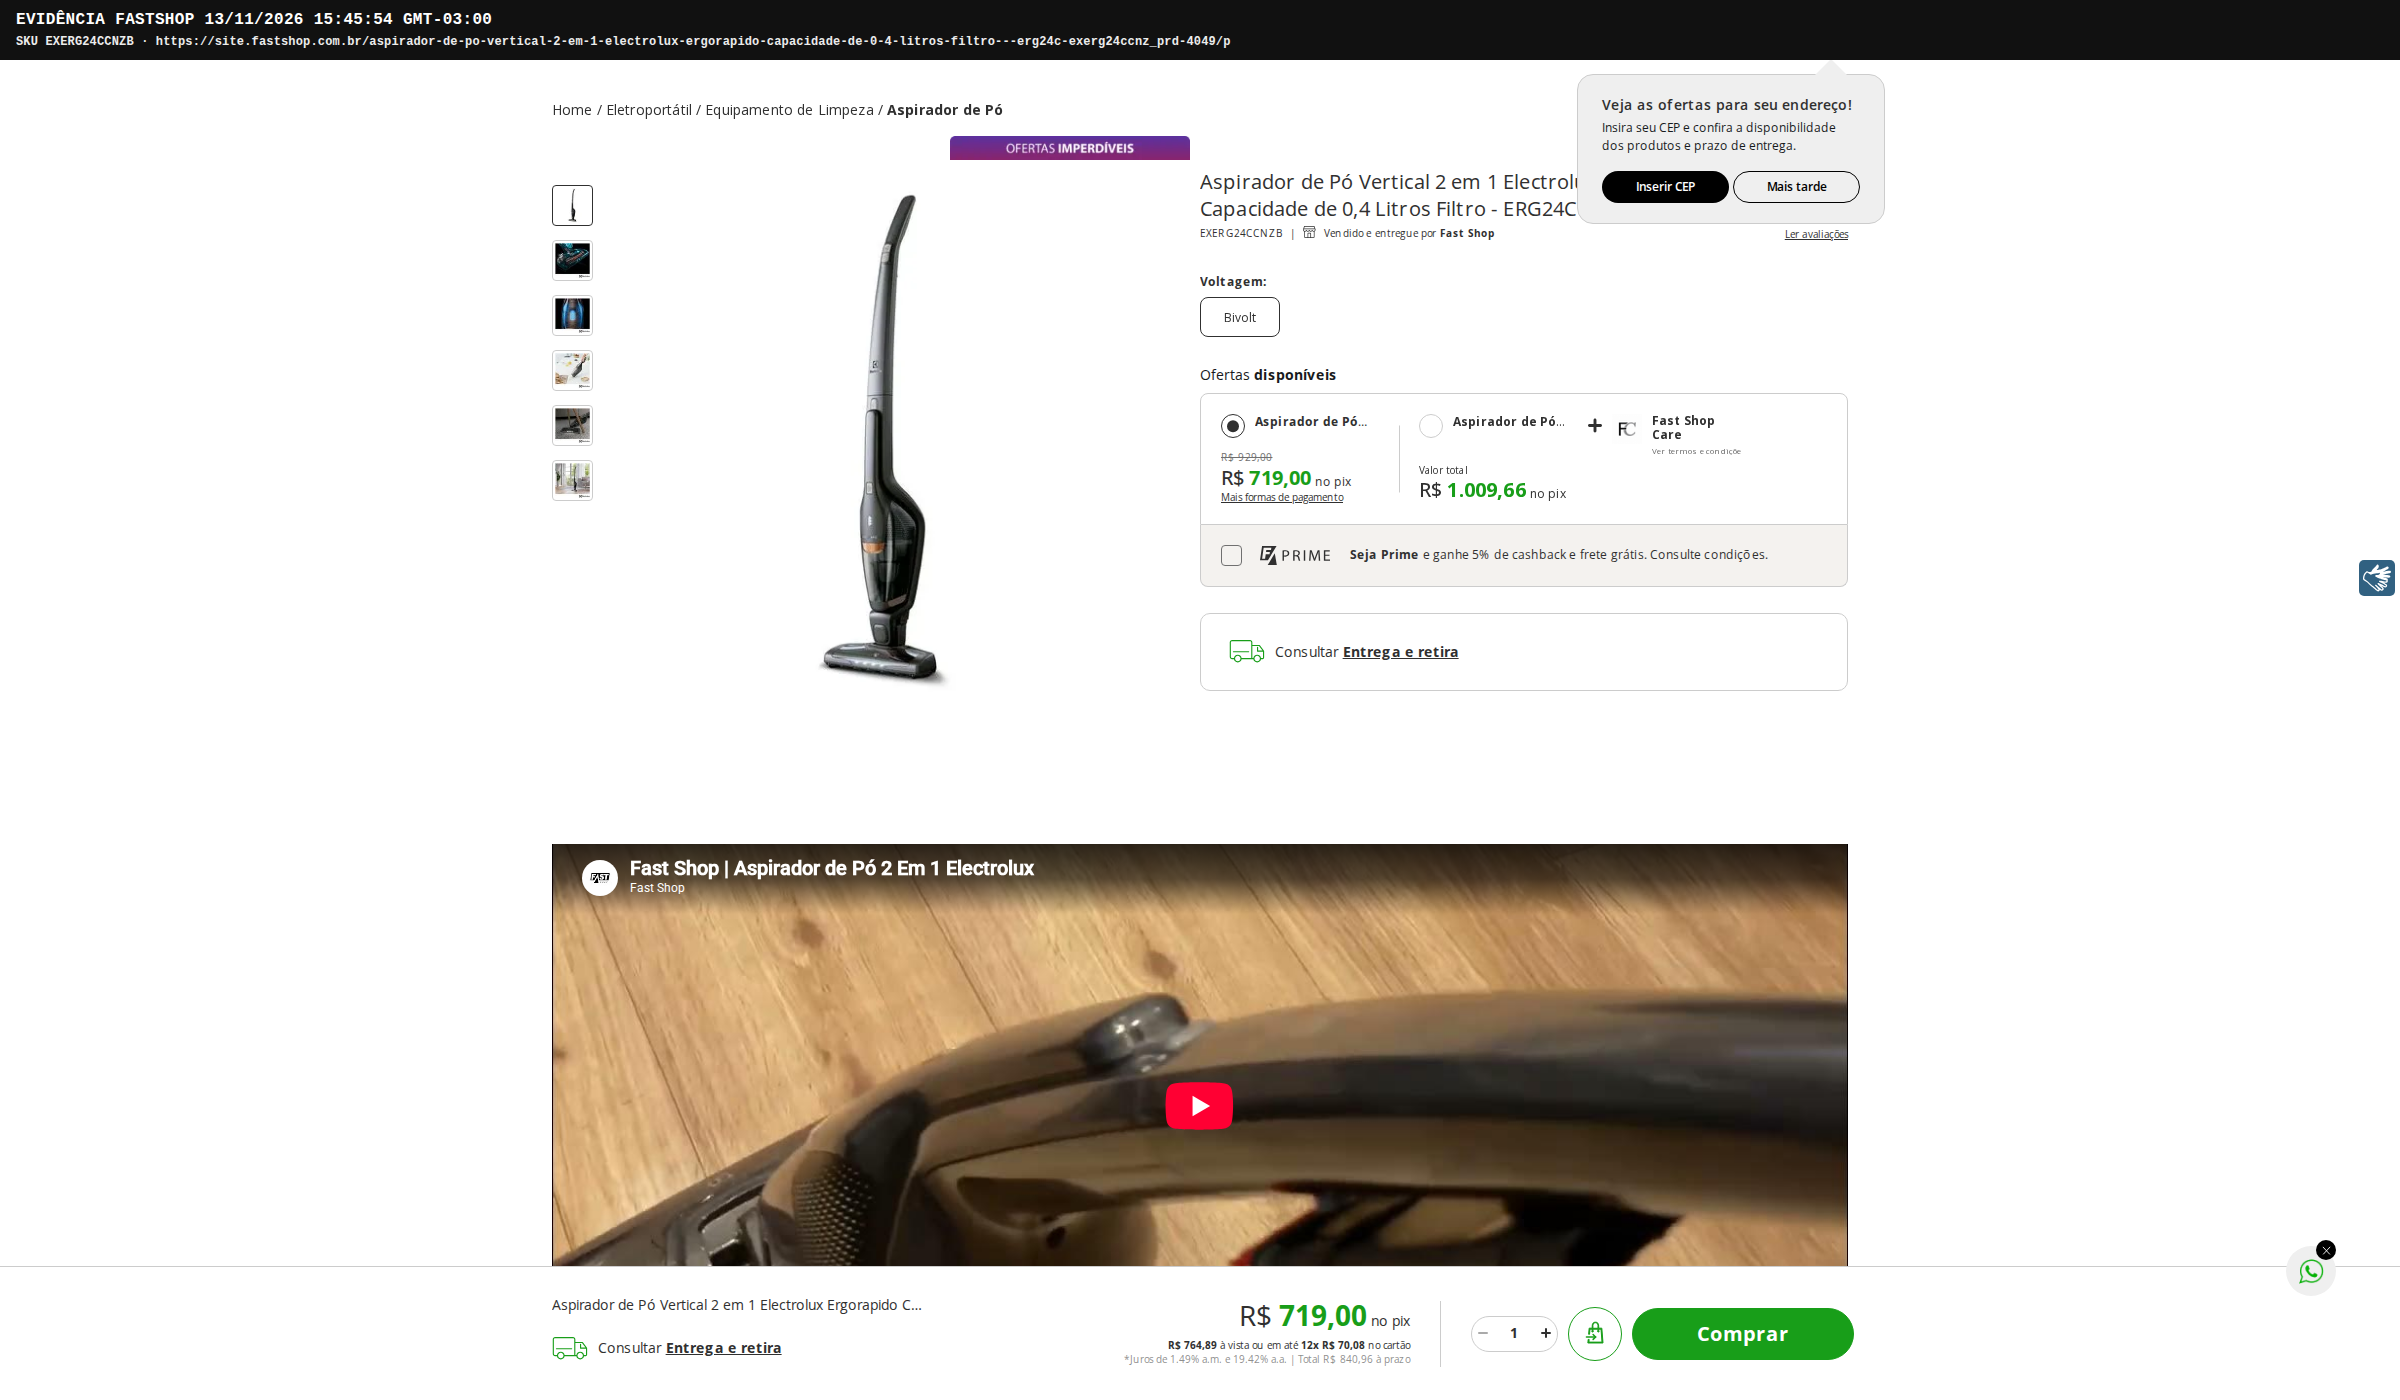 EVIDÊNCIA FASTSHOP 13/11/2026 15:45:54 GMT-03:00
SKU EXERG24CCNZB · https://site.fastshop.com.br/aspirador-de-po-vertical-2-em-1-electrolux-ergorapido-capacidade-de-0-4-litros-filtro---erg24c-exerg24ccnz_prd-4049/p
Home / Eletroportátil / Equipamento de Limpeza / Aspirador de Pó
Veja as ofertas para seu endereço!
Insira seu CEP e confira a disponibilidade
dos produtos e prazo de entrega.
Inserir CEP
Mais tarde
OFERTAS IMPERDÍVEIS
Aspirador de Pó Vertical 2 em 1 Electrolu
Capacidade de 0,4 Litros Filtro - ERG24C
EXERG24CCNZB | Vendido e entregue por Fast Shop
Ler avaliações
Voltagem:
Bivolt
Ofertas disponíveis
Aspirador de Pó...
R$ 929,00
R$ 719,00 no pix
Mais formas de pagamento
Aspirador de Pó...
+
FC
Fast Shop
Care
Ver termos e condiçõe
Valor total
R$ 1.009,66 no pix
PRIME Seja Prime e ganhe 5% de cashback e frete grátis. Consulte condições.
Consultar Entrega e retira
FAST
Fast Shop | Aspirador de Pó 2 Em 1 Electrolux
Fast Shop
Aspirador de Pó Vertical 2 em 1 Electrolux Ergorapido C...
Consultar Entrega e retira
R$ 719,00 no pix
R$ 764,89 à vista ou em até 12x R$ 70,08 no cartão
*Juros de 1.49% a.m. e 19.42% a.a. | Total R$ 840,96 à prazo
− 1 +
Comprar